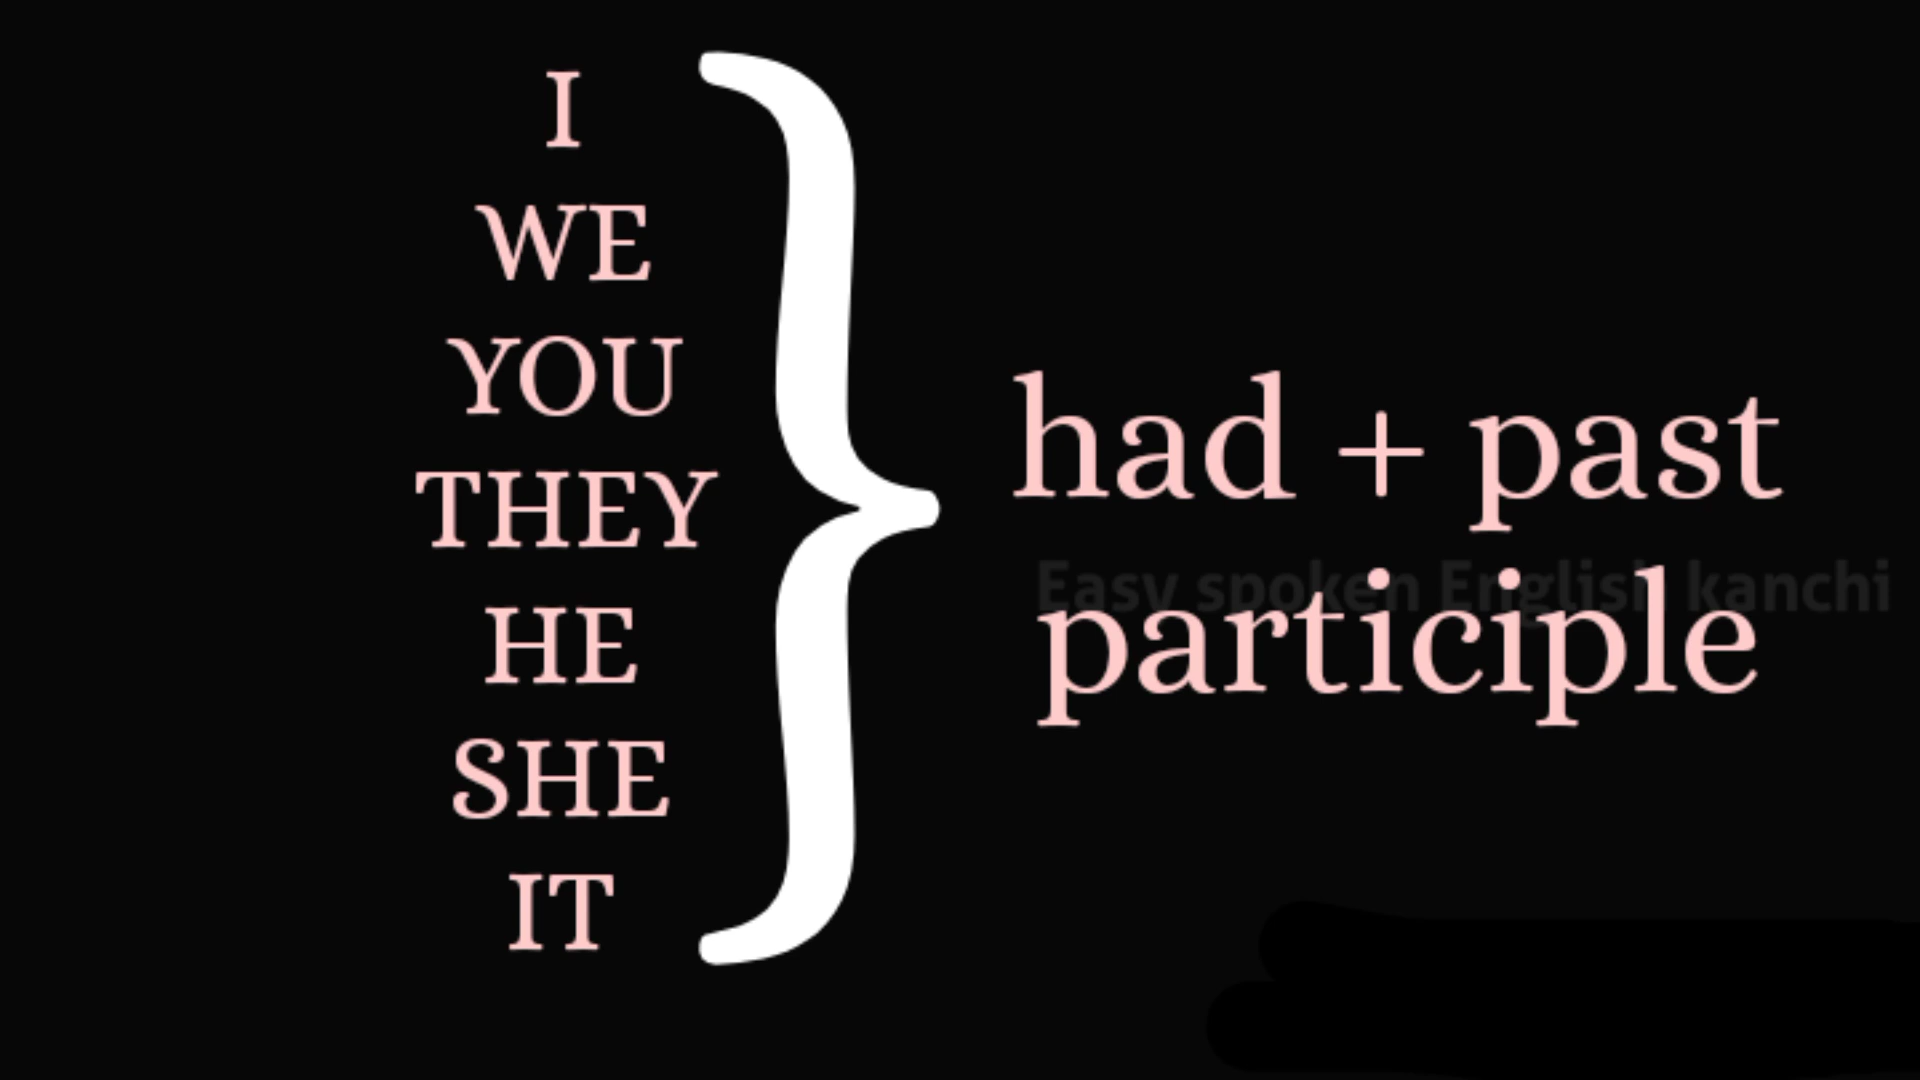 I
WE
YOU
THEY
HE
SHE
IT
had + past
participle
Easy spoken English kanchi